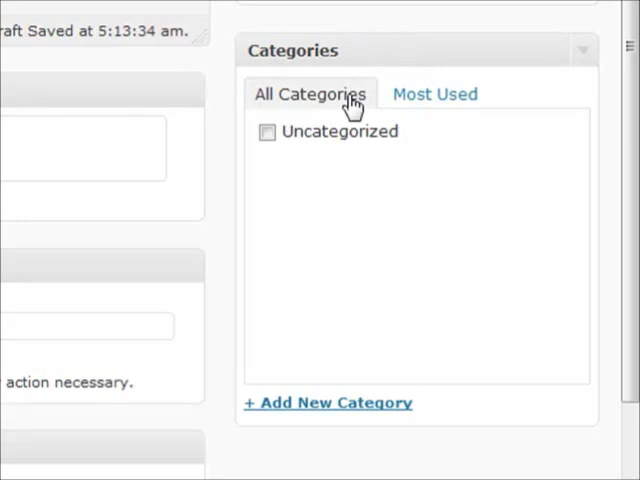 raft Saved at 5:13:34 am.
Categories
All Categories
Most Used
Uncategorized
action necessary.
+ Add New Category